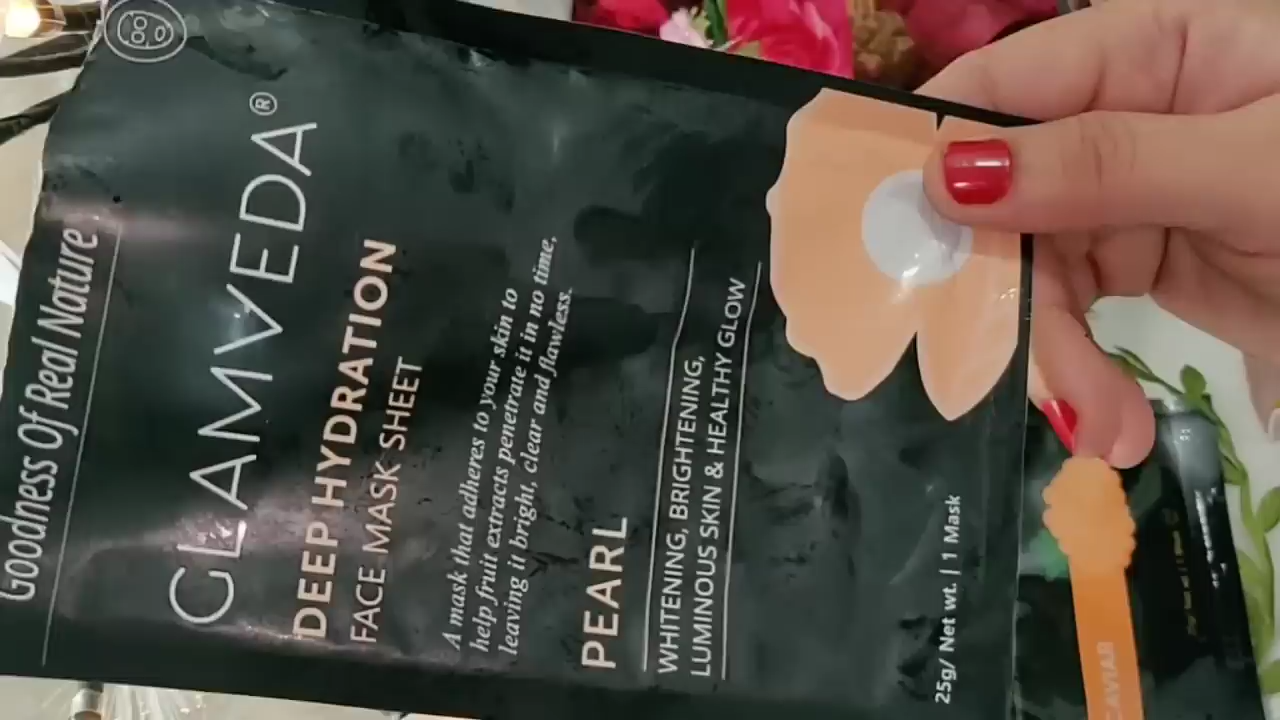 Goodness Of Real Nature
CLAMVEDA®
DEEP HYDRATION
FACE MASK SHEET
A mask that adheres to your skin to
help fruit extracts penetrate it in no time,
leaving it bright, clear and flawless.
PEARL
WHITENING, BRIGHTENING,
LUMINOUS SKIN & HEALTHY GLOW
25g/ Net wt. | 1 Mask
CAVIAR